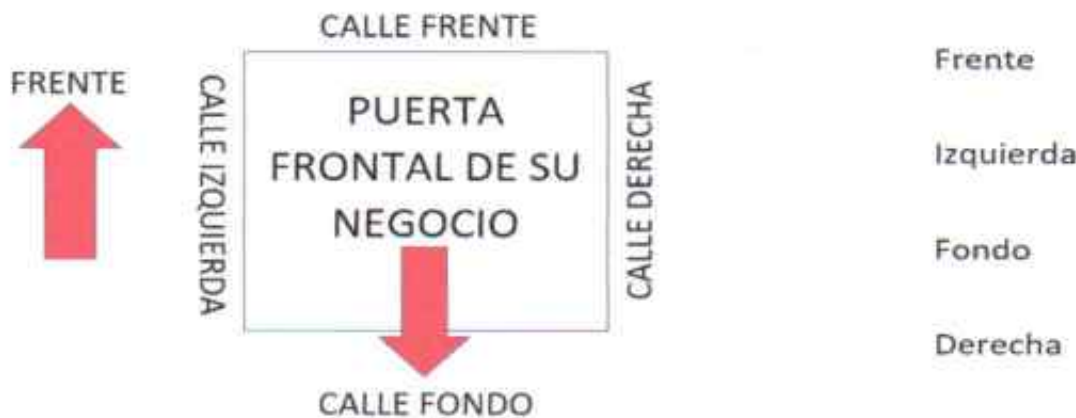 CALLE FRENTE
FRENTE
CALLE IZQUIERDA
PUERTA
FRONTAL DE SU
NEGOCIO
CALLE DERECHA
CALLE FONDO
Frente
Izquierda
Fondo
Derecha